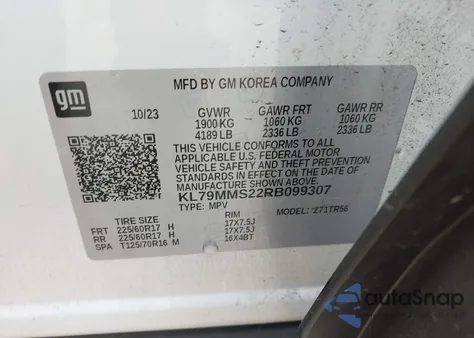 gm
MFD BY GM KOREA COMPANY
10/23 GVWR GAWR FRT GAWR RR
1900 KG 1060 KG 1060 KG
4189 LB 2336 LB 2336 LB
THIS VEHICLE CONFORMS TO ALL
APPLICABLE U.S. FEDERAL MOTOR
VEHICLE SAFETY AND THEFT PREVENTION
STANDARDS IN EFFECT ON THE DATE OF
MANUFACTURE SHOWN ABOVE.
KL79MMS22RB099307
TYPE: MPV MODEL: 271TR56
TIRE SIZE RIM
FRT 225/60R17 H 17X7.5J
RR 225/60R17 H 17X7.5J
SPA T125/70R16 M 16X4BT
autoSnap